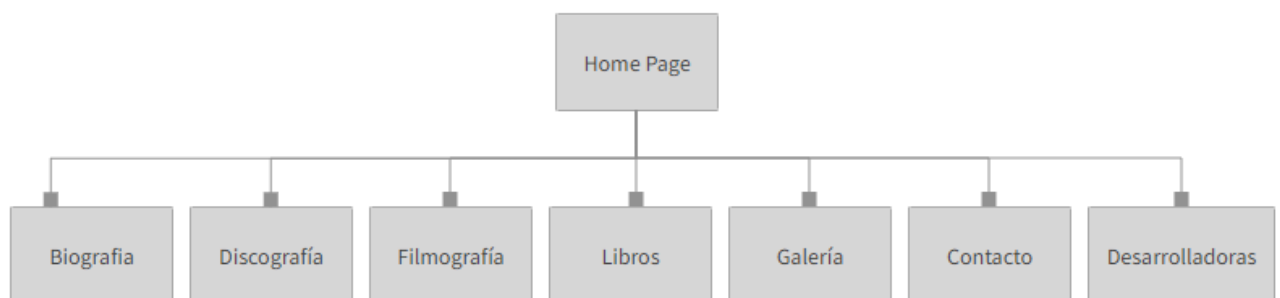 Home Page
Biografia
Discografía
Filmografía
Libros
Galería
Contacto
Desarrolladoras